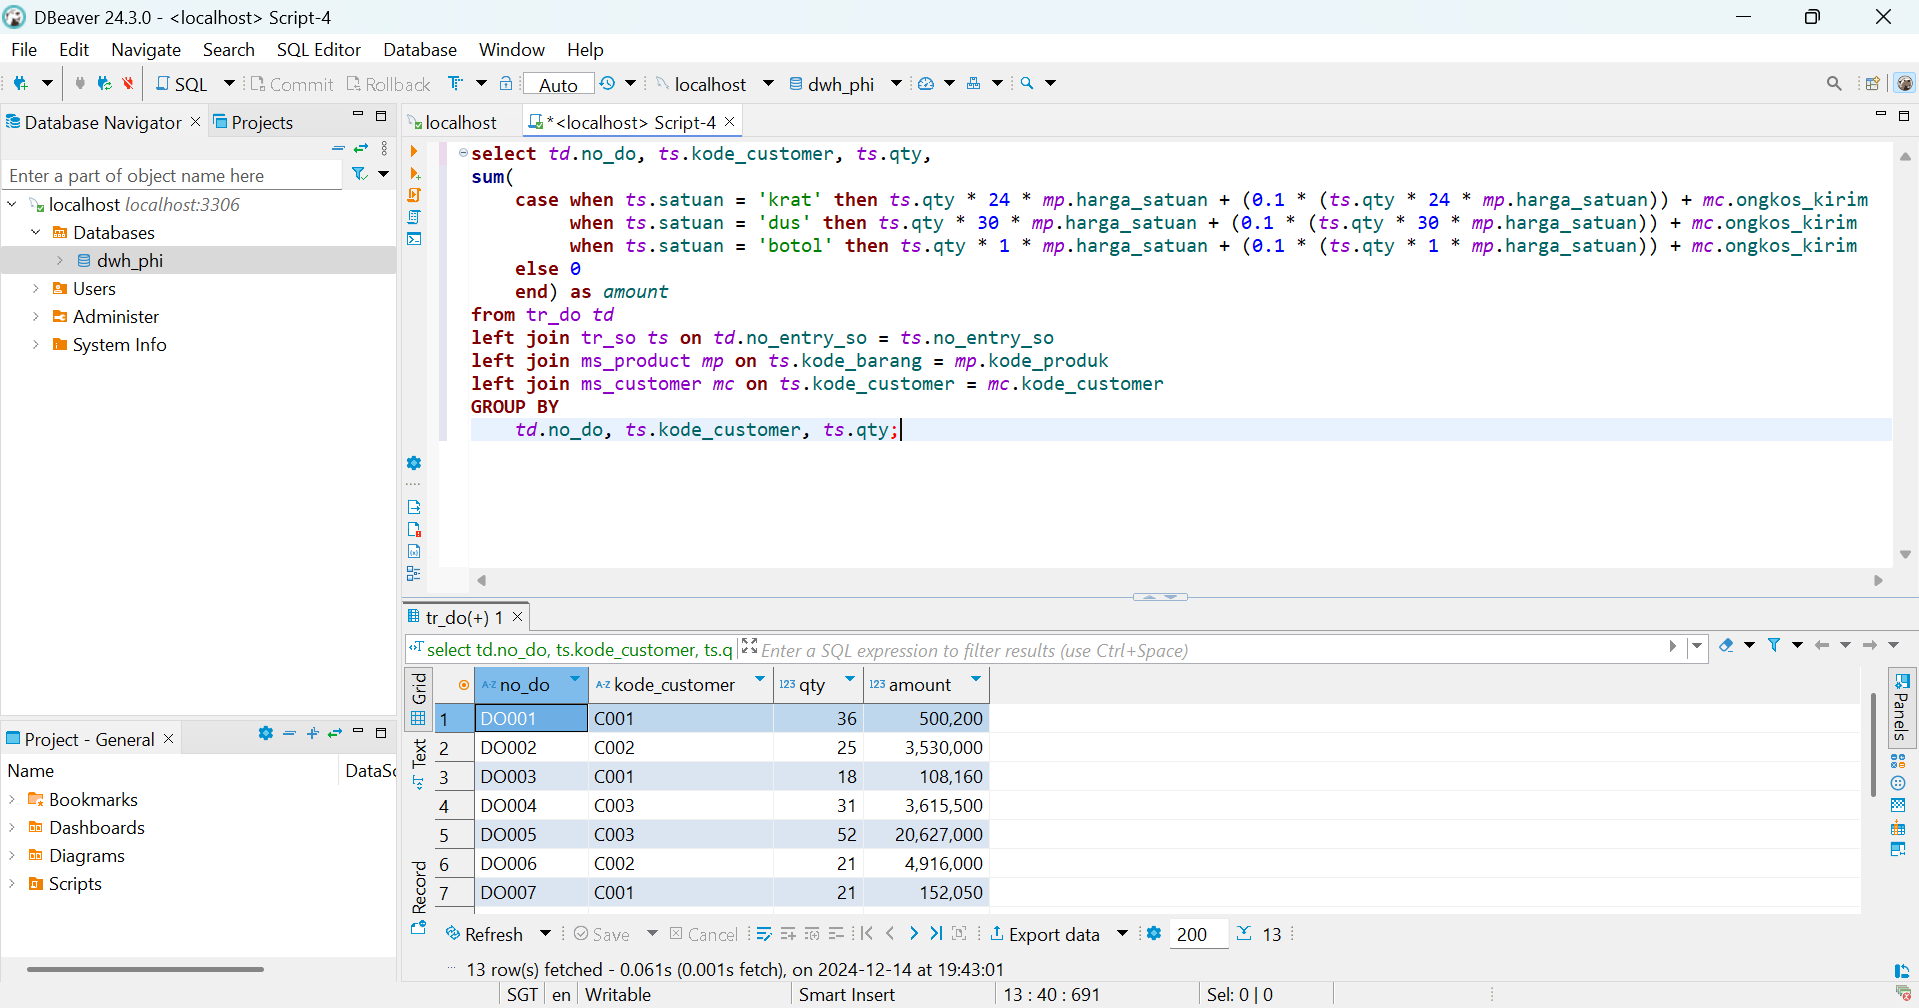 DBeaver 24.3.0 - <localhost> Script-4
File Edit Navigate Search SQL Editor Database Window Help
SQL Commit Rollback Auto localhost dwh_phi
Database Navigator Projects
Enter a part of object name here
localhost localhost:3306
Databases
dwh_phi
Users
Administer
System Info
Project - General
Name DataSc
Bookmarks
Dashboards
Diagrams
Scripts
localhost *<localhost> Script-4
select td.no_do, ts.kode_customer, ts.qty,
sum(
case when ts.satuan = 'krat' then ts.qty * 24 * mp.harga_satuan + (0.1 * (ts.qty * 24 * mp.harga_satuan)) + mc.ongkos_kirim
when ts.satuan = 'dus' then ts.qty * 30 * mp.harga_satuan + (0.1 * (ts.qty * 30 * mp.harga_satuan)) + mc.ongkos_kirim
when ts.satuan = 'botol' then ts.qty * 1 * mp.harga_satuan + (0.1 * (ts.qty * 1 * mp.harga_satuan)) + mc.ongkos_kirim
else 0
end) as amount
from tr_do td
left join tr_so ts on td.no_entry_so = ts.no_entry_so
left join ms_product mp on ts.kode_barang = mp.kode_produk
left join ms_customer mc on ts.kode_customer = mc.kode_customer
GROUP BY
td.no_do, ts.kode_customer, ts.qty;
tr_do(+) 1
select td.no_do, ts.kode_customer, ts.q Enter a SQL expression to filter results (use Ctrl+Space)
Grid
Text
Record
Panels
A-Z no_do A-Z kode_customer 123 qty 123 amount
1 DO001 C001 36 500,200
2 DO002 C002 25 3,530,000
3 DO003 C001 18 108,160
4 DO004 C003 31 3,615,500
5 DO005 C003 52 20,627,000
6 DO006 C002 21 4,916,000
7 DO007 C001 21 152,050
Refresh Save Cancel Export data 200 13
13 row(s) fetched - 0.061s (0.001s fetch), on 2024-12-14 at 19:43:01
SGT en Writable Smart Insert 13 : 40 : 691 Sel: 0 | 0